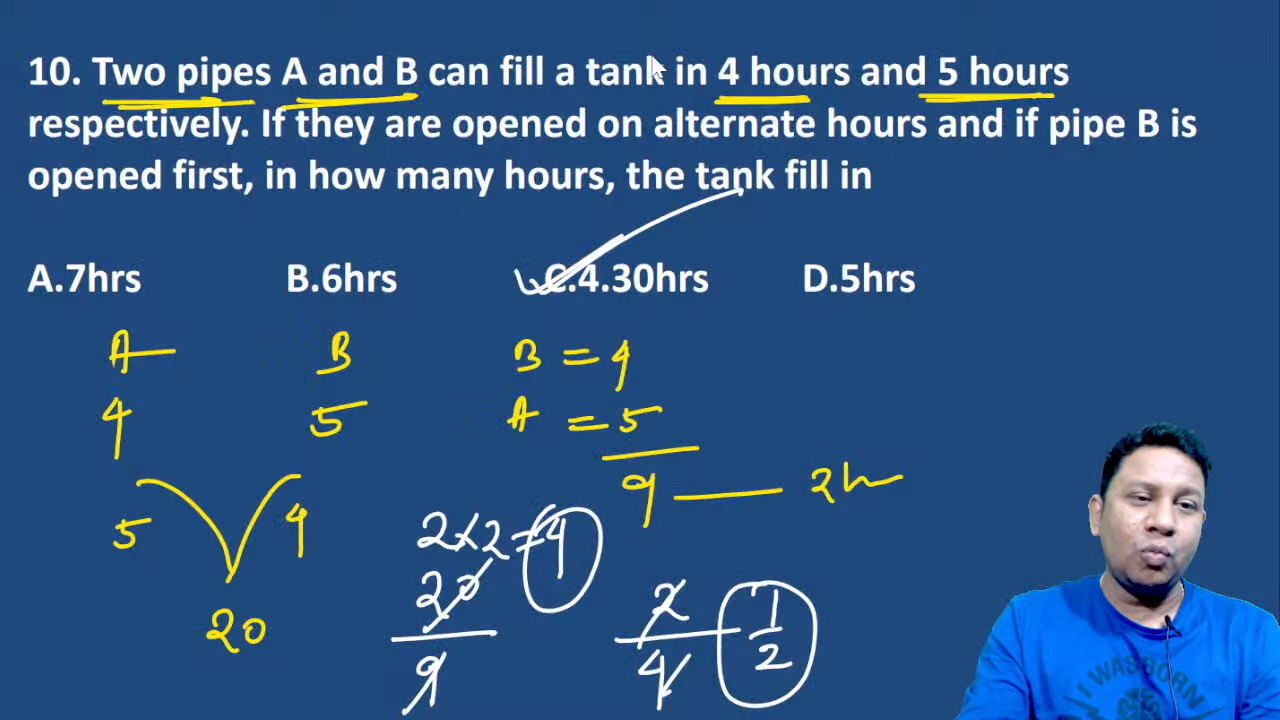 10. Two pipes A and B can fill a tank in 4 hours and 5 hours
respectively. If they are opened on alternate hours and if pipe B is
opened first, in how many hours, the tank fill in
A.7hrs B.6hrs C.4.30hrs D.5hrs
A B B = 4
4 5 A = 5
9 — 2h
5 4
2×2=4
20 2 1
9 4 2
20
I WAS BORN